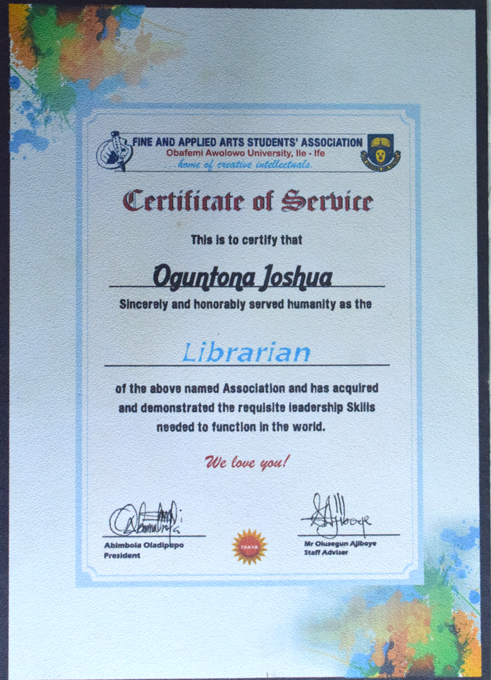 FINE AND APPLIED ARTS STUDENTS' ASSOCIATION
Obafemi Awolowo University, Ile - Ife
home of creative intellectuals.
Certificate of Service
This is to certify that
Oguntona Joshua
Sincerely and honorably served humanity as the
Librarian
of the above named Association and has acquired
and demonstrated the requisite leadership Skills
needed to function in the world.
We love you!
Abimbola Oladipupo
President
Mr Olusegun Ajiboye
Staff Adviser